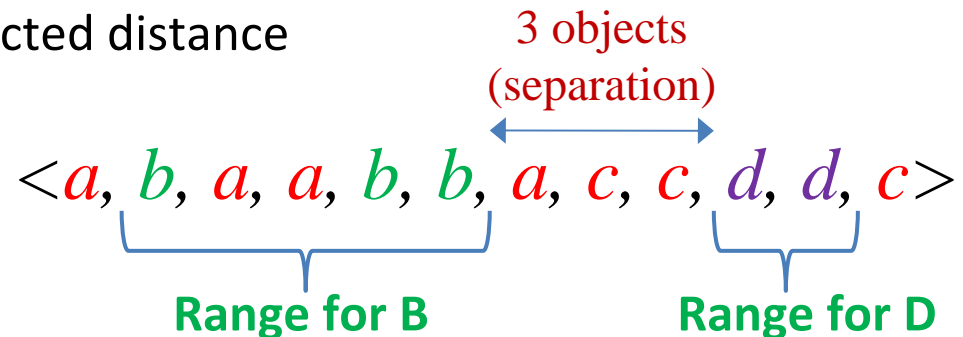 cted distance
3 objects
(separation)
<a, b, a, a, b, b, a, c, c, d, d, c>
Range for B
Range for D